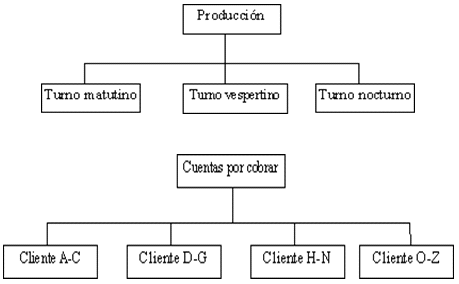 Producción
Turno matutino
Turno vespertino
Turno nocturno
Cuentas por cobrar
Cliente A-C
Cliente D-G
Cliente H-N
Cliente O-Z